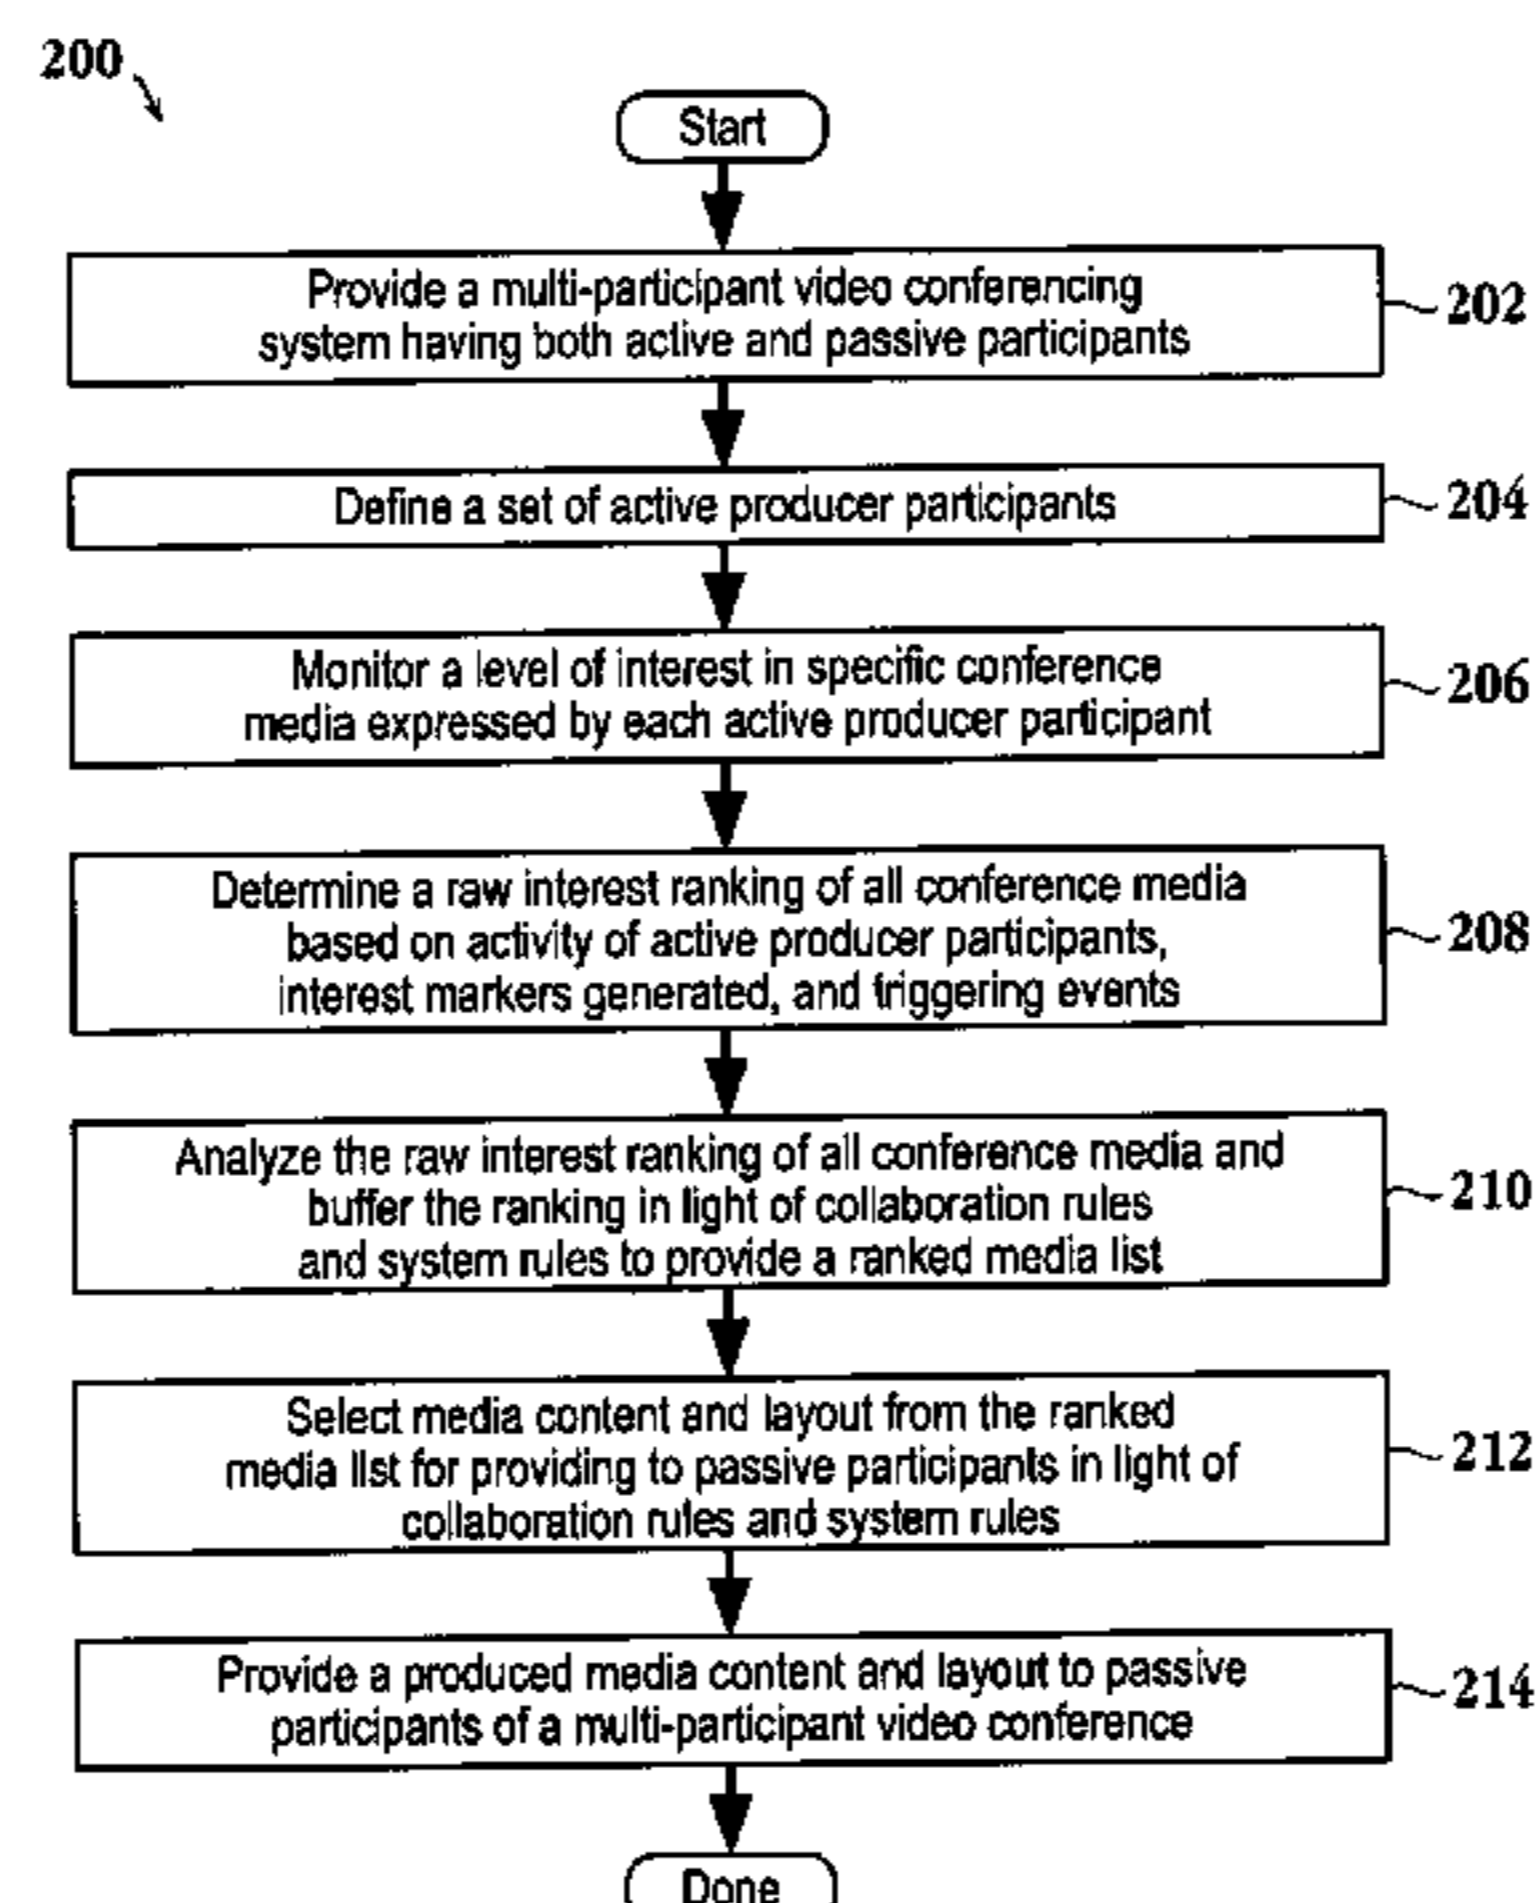 200
Start
Provide a multi-participant video conferencing
system having both active and passive participants
202
Define a set of active producer participants
204
Monitor a level of interest in specific conference
media expressed by each active producer participant
206
Determine a raw interest ranking of all conference media
based on activity of active producer participants,
interest markers generated, and triggering events
208
Analyze the raw interest ranking of all conference media and
buffer the ranking in light of collaboration rules
and system rules to provide a ranked media list
210
Select media content and layout from the ranked
media list for providing to passive participants in light of
collaboration rules and system rules
212
Provide a produced media content and layout to passive
participants of a multi-participant video conference
214
Done